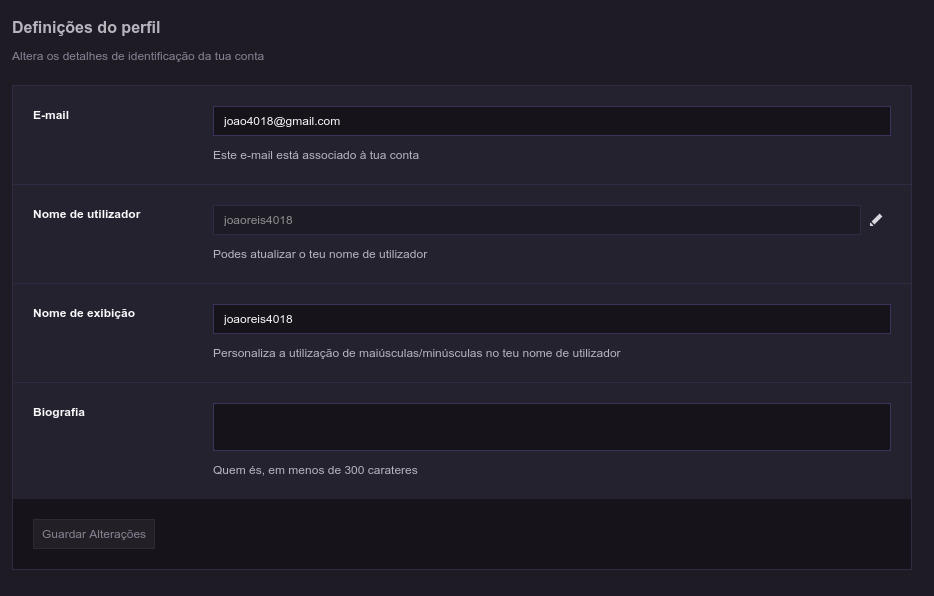 Definições do perfil
Altera os detalhes de identificação da tua conta
E-mail
joao4018@gmail.com
Este e-mail está associado à tua conta
Nome de utilizador
joaoreis4018
Podes atualizar o teu nome de utilizador
Nome de exibição
joaoreis4018
Personaliza a utilização de maiúsculas/minúsculas no teu nome de utilizador
Biografia
Quem és, em menos de 300 carateres
Guardar Alterações